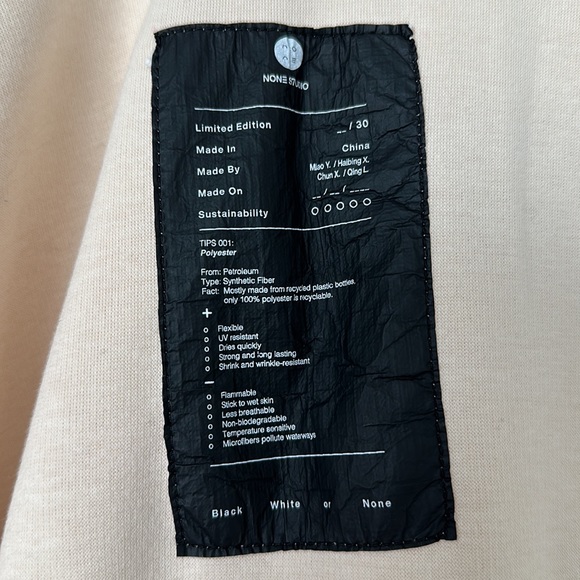 NONE STUDIO
Limited Edition __ / 30
Made In China
Made By Miao Y. / Haibing X.
Chun X. / Qing L.
Made On __ / __ / ____
Sustainability O O O O O
TIPS 001:
Polyester
From: Petroleum
Type: Synthetic Fiber
Fact: Mostly made from recycled plastic bottles,
only 100% polyester is recyclable.
+
o Flexible
o UV resistant
o Dries quickly
o Strong and long lasting
o Shrink and wrinkle-resistant
–
o Flammable
o Stick to wet skin
o Less breathable
o Non-biodegradable
o Temperature sensitive
o Microfibers pollute waterways
Black White or None